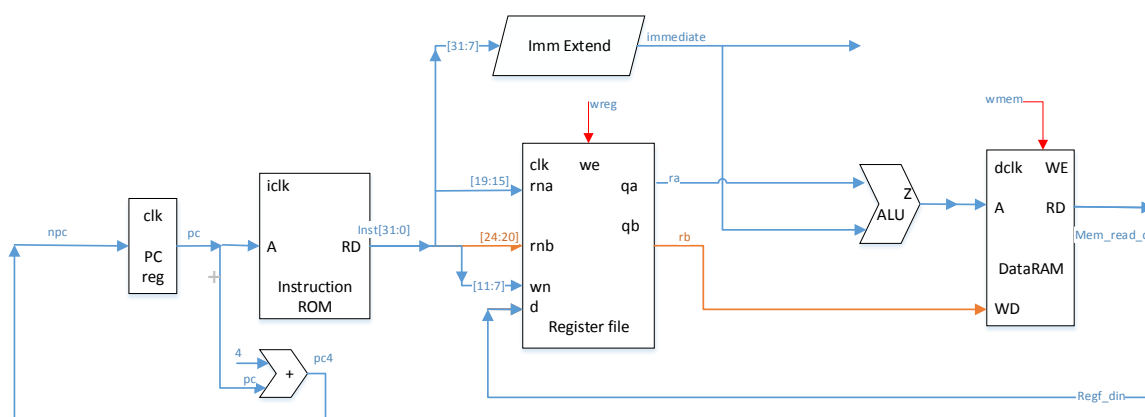 [31:7]
Imm Extend
immediate
wreg
wmem
clk
we
rna
qa
qb
rnb
wn
d
Register file
[19:15]
[24:20]
[11:7]
ra
rb
Z
ALU
dclk
WE
A
RD
DataRAM
WD
iclk
A
RD
Instruction
ROM
Inst[31:0]
npc
clk
PC
reg
pc
4
pc
+
pc4
Regf_din